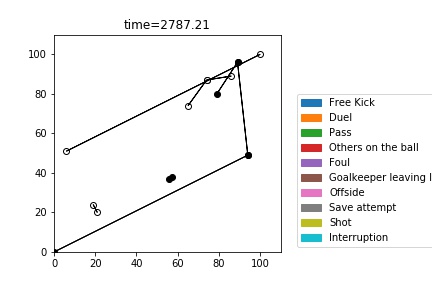 time=2787.21
100
80
60
40
20
0
0 20 40 60 80 100
Free Kick
Duel
Pass
Others on the ball
Foul
Goalkeeper leaving l
Offside
Save attempt
Shot
Interruption